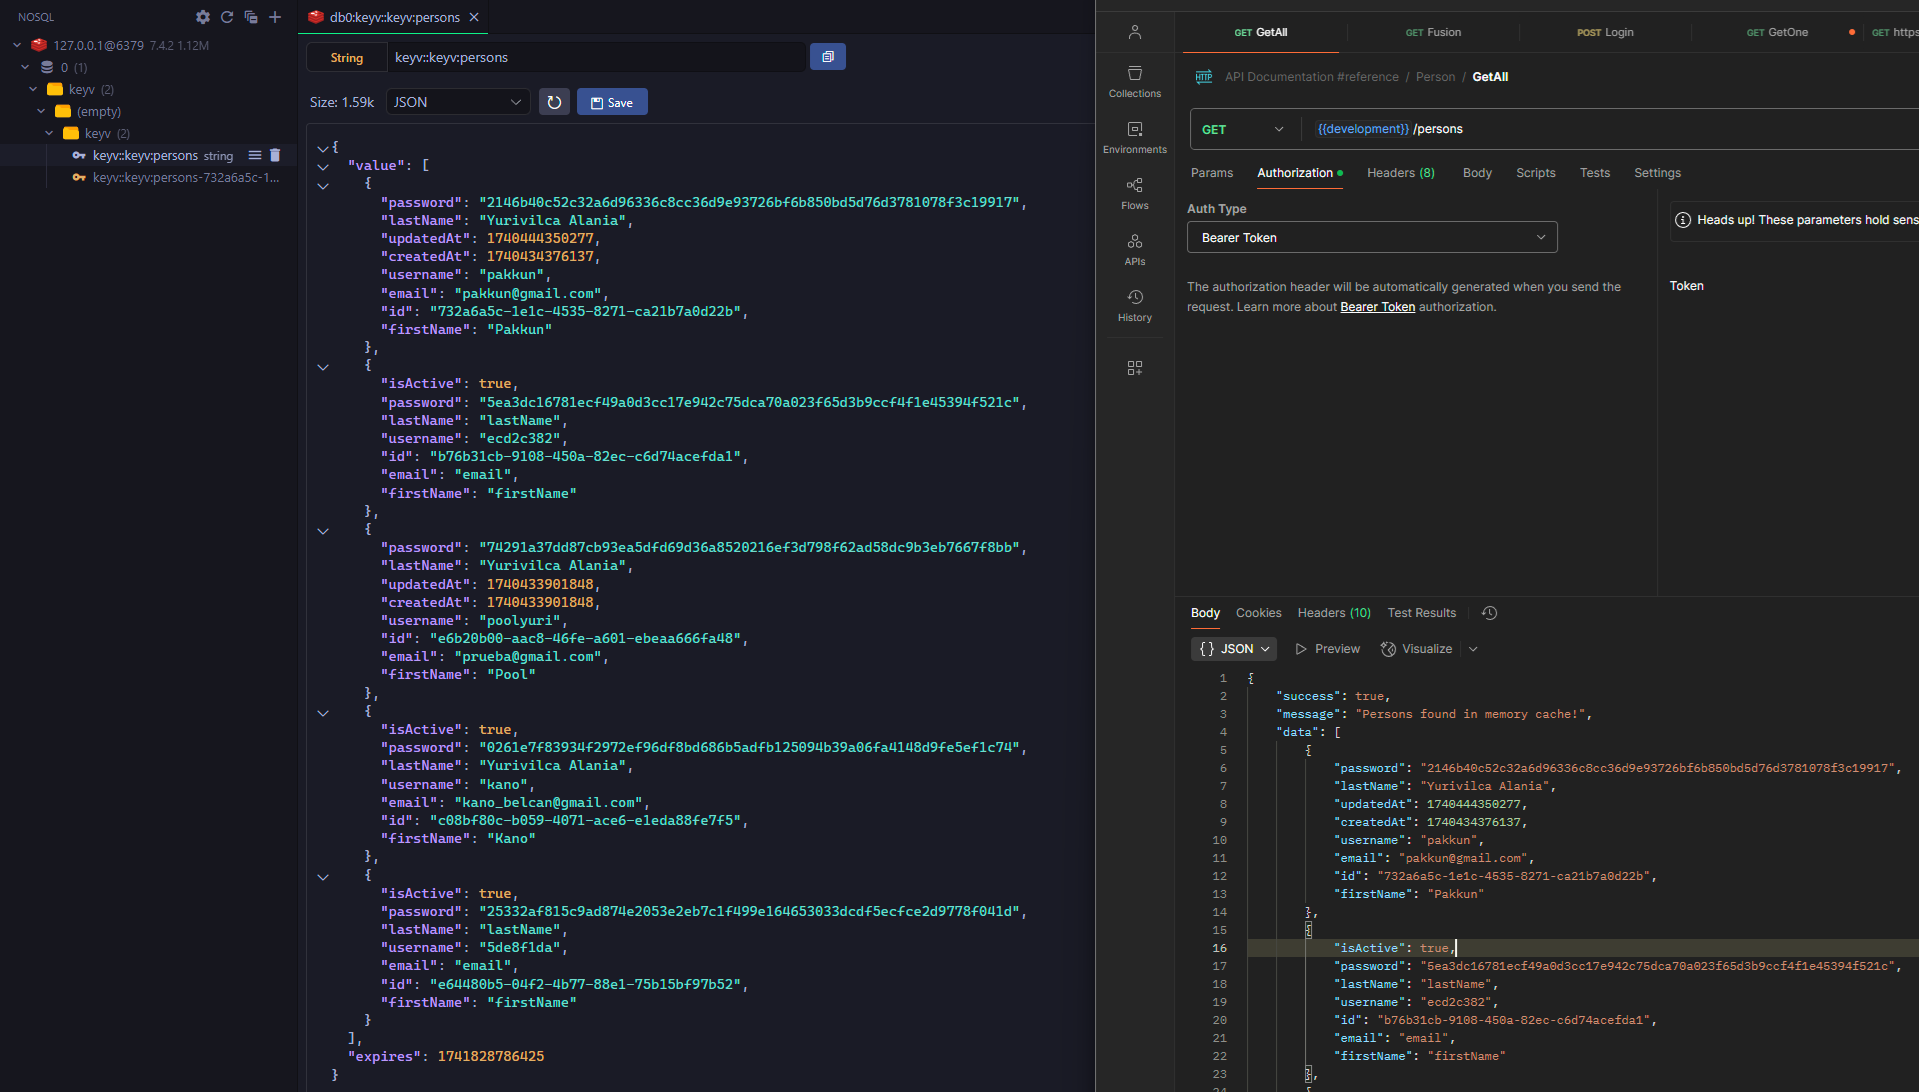 NOSQL
127.0.0.1@6379 7.4.2 1.12M
0 (1)
keyv (2)
(empty)
keyv (2)
keyv::keyv:persons string
keyv::keyv:persons-732a6a5c-1...
db0:keyv::keyv:persons
String
keyv::keyv:persons
Size: 1.59k
JSON
Save
{
"value": [
{
"password": "2146b40c52c32a6d96336c8cc36d9e93726bf6b850bd5d76d3781078f3c19917",
"lastName": "Yurivilca Alania",
"updatedAt": 1740444350277,
"createdAt": 1740434376137,
"username": "pakkun",
"email": "pakkun@gmail.com",
"id": "732a6a5c-1e1c-4535-8271-ca21b7a0d22b",
"firstName": "Pakkun"
},
{
"isActive": true,
"password": "5ea3dc16781ecf49a0d3cc17e942c75dca70a023f65d3b9ccf4f1e45394f521c",
"lastName": "lastName",
"username": "ecd2c382",
"id": "b76b31cb-9108-450a-82ec-c6d74acefda1",
"email": "email",
"firstName": "firstName"
},
{
"password": "74291a37dd87cb93ea5dfd69d36a8520216ef3d798f62ad58dc9b3eb7667f8bb",
"lastName": "Yurivilca Alania",
"updatedAt": 1740433901848,
"createdAt": 1740433901848,
"username": "poolyuri",
"id": "e6b20b00-aac8-46fe-a601-ebeaa666fa48",
"email": "prueba@gmail.com",
"firstName": "Pool"
},
{
"isActive": true,
"password": "0261e7f83934f2972ef96df8bd686b5adfb125094b39a06fa4148d9fe5ef1c74",
"lastName": "Yurivilca Alania",
"username": "kano",
"email": "kano_belcan@gmail.com",
"id": "c08bf80c-b059-4071-ace6-e1eda88fe7f5",
"firstName": "Kano"
},
{
"isActive": true,
"password": "25332af815c9ad874e2053e2eb7c1f499e164653033dcdf5ecfce2d9778f041d",
"lastName": "lastName",
"username": "5de8f1da",
"email": "email",
"id": "e64480b5-04f2-4b77-88e1-75b15bf97b52",
"firstName": "firstName"
}
],
"expires": 1741828786425
}
Collections
Environments
Flows
APIs
History
GET GetAll
GET Fusion
POST Login
GET GetOne
GET https
HTTP API Documentation #reference / Person / GetAll
GET
{{development}} /persons
Params
Authorization
Headers (8)
Body
Scripts
Tests
Settings
Auth Type
Bearer Token
The authorization header will be automatically generated when you send the
request. Learn more about Bearer Token authorization.
Heads up! These parameters hold sens
Token
Body
Cookies
Headers (10)
Test Results
{} JSON
Preview
Visualize
1 {
2 "success": true,
3 "message": "Persons found in memory cache!",
4 "data": [
5 {
6 "password": "2146b40c52c32a6d96336c8cc36d9e93726bf6b850bd5d76d3781078f3c19917",
7 "lastName": "Yurivilca Alania",
8 "updatedAt": 1740444350277,
9 "createdAt": 1740434376137,
10 "username": "pakkun",
11 "email": "pakkun@gmail.com",
12 "id": "732a6a5c-1e1c-4535-8271-ca21b7a0d22b",
13 "firstName": "Pakkun"
14 },
15 {
16 "isActive": true,
17 "password": "5ea3dc16781ecf49a0d3cc17e942c75dca70a023f65d3b9ccf4f1e45394f521c",
18 "lastName": "lastName",
19 "username": "ecd2c382",
20 "id": "b76b31cb-9108-450a-82ec-c6d74acefda1",
21 "email": "email",
22 "firstName": "firstName"
23 },
24 {